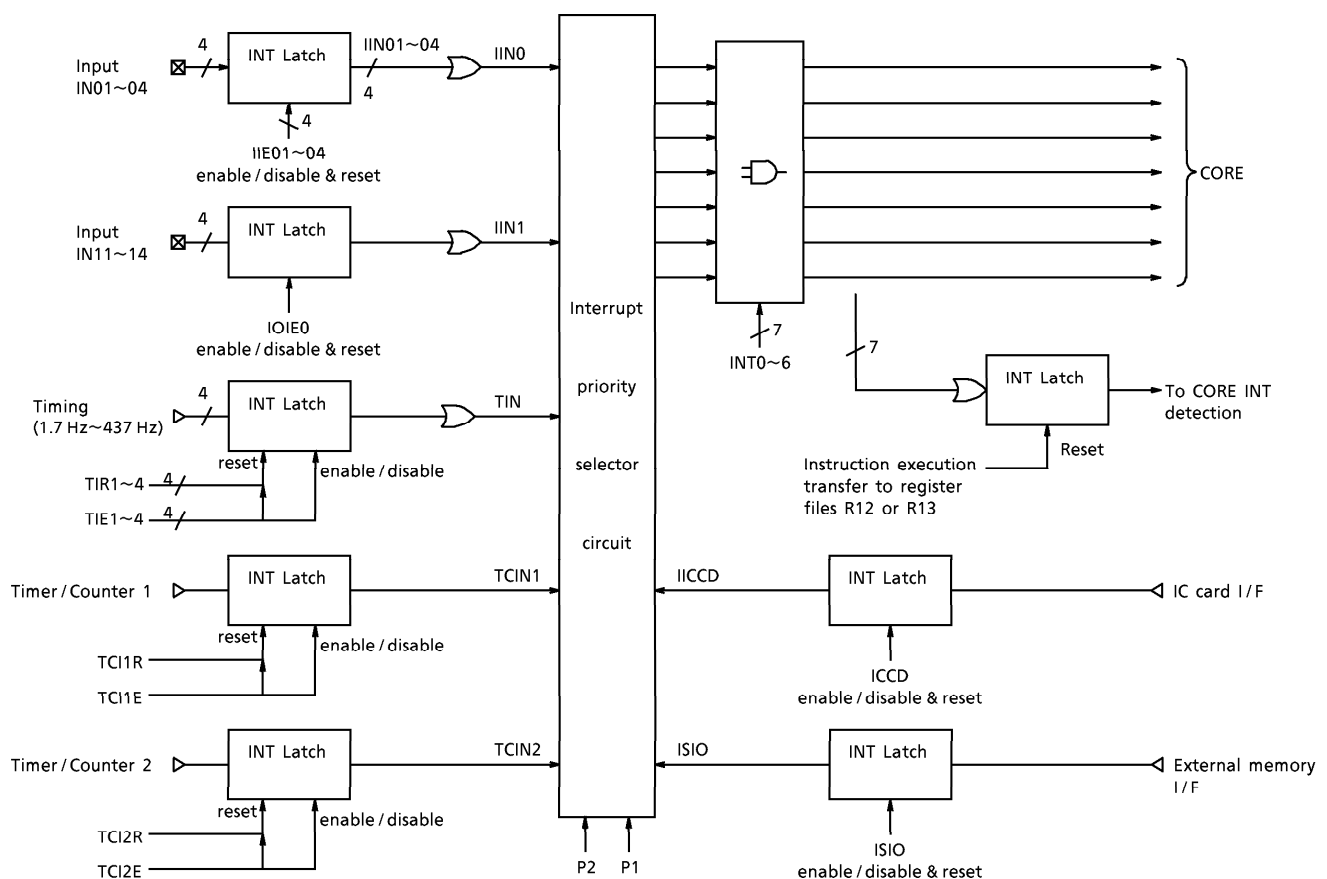 4
INT Latch
IIN01~04
IIN0
Input
IN01~04
4
4
IIE01~04
enable / disable & reset
CORE
4
INT Latch
IIN1
Input
IN11~14
IOIE0
enable / disable & reset
Interrupt
priority
selector
circuit
7
INT0~6
7
INT Latch
To CORE INT
detection
Reset
Instruction execution
transfer to register
files R12 or R13
4
INT Latch
TIN
Timing
(1.7 Hz~437 Hz)
reset
enable / disable
TIR1~4
4
TIE1~4
4
INT Latch
TCIN1
Timer / Counter 1
reset
enable / disable
TCI1R
TCI1E
IICCD
INT Latch
IC card I / F
ICCD
enable / disable & reset
INT Latch
TCIN2
Timer / Counter 2
reset
enable / disable
TCI2R
TCI2E
ISIO
INT Latch
External memory
I / F
ISIO
enable / disable & reset
P2
P1